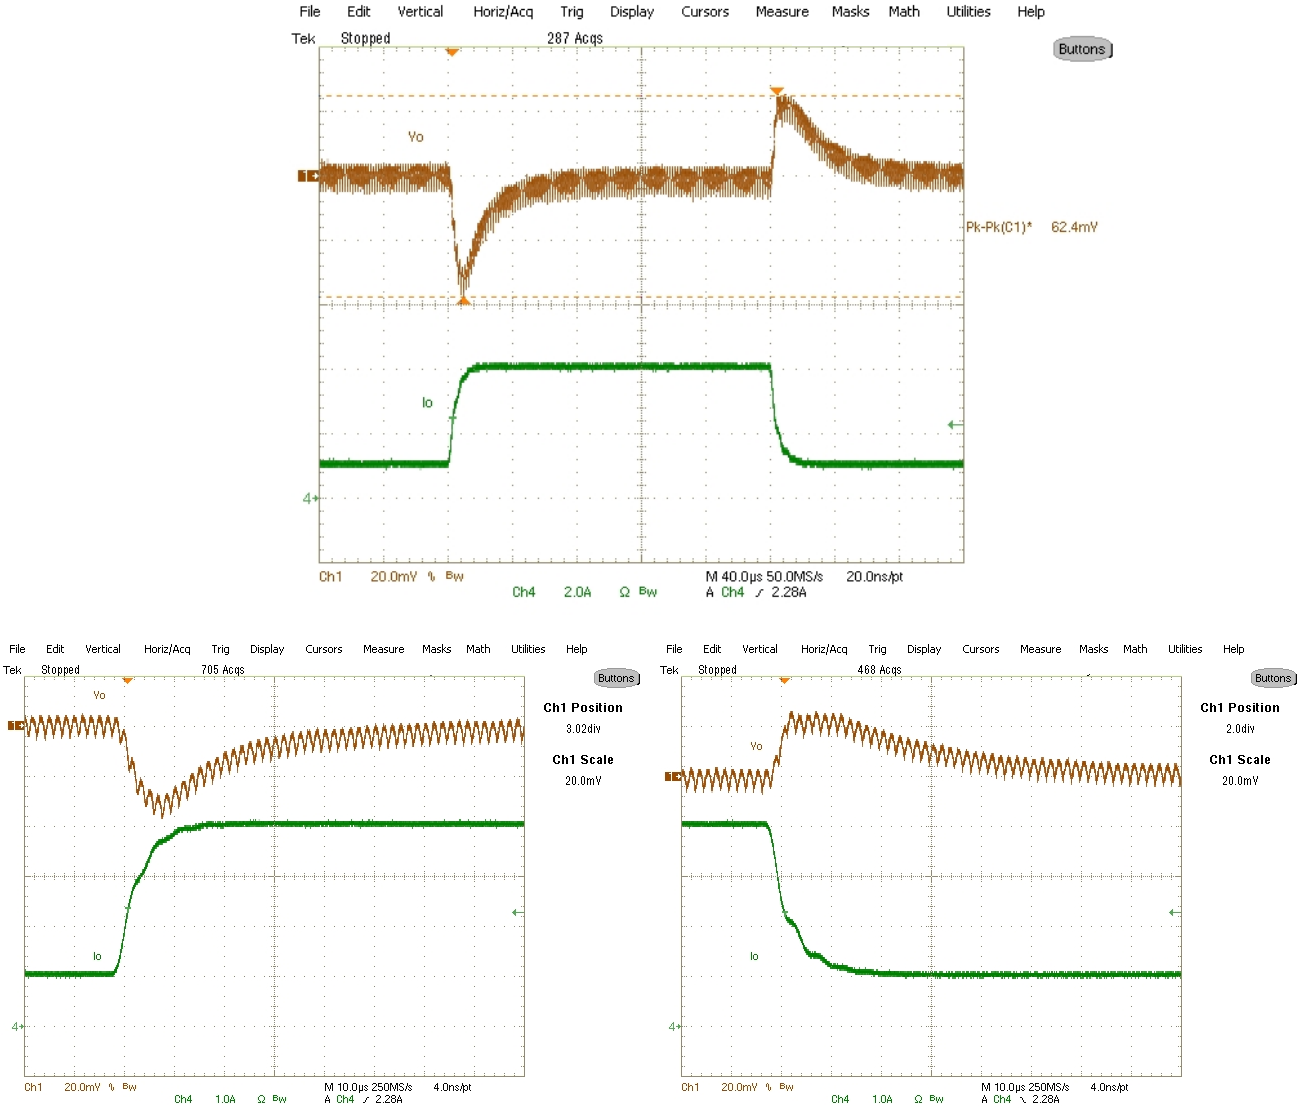 File Edit Vertical Horiz/Acq Trig Display Cursors Measure Masks Math Utilities Help
Tek Stopped 287 Acqs Buttons
Vo
1
Pk-Pk(C1)* 62.4mV
Io
4
Ch1 20.0mV % Bw M 40.0µs 50.0MS/s 20.0ns/pt
Ch4 2.0A Ω Bw A Ch4 / 2.28A
File Edit Vertical Horiz/Acq Trig Display Cursors Measure Masks Math Utilities Help
Tek Stopped 705 Acqs Buttons
Vo
1
Ch1 Position
3.02div
Ch1 Scale
20.0mV
Io
4
Ch1 20.0mV % Bw M 10.0µs 250MS/s 4.0ns/pt
Ch4 1.0A Ω Bw A Ch4 / 2.28A
File Edit Vertical Horiz/Acq Trig Display Cursors Measure Masks Math Utilities Help
Tek Stopped 468 Acqs Buttons
Vo
1
Ch1 Position
2.0div
Ch1 Scale
20.0mV
Io
4
Ch1 20.0mV % Bw M 10.0µs 250MS/s 4.0ns/pt
Ch4 1.0A Ω Bw A Ch4 \ 2.28A